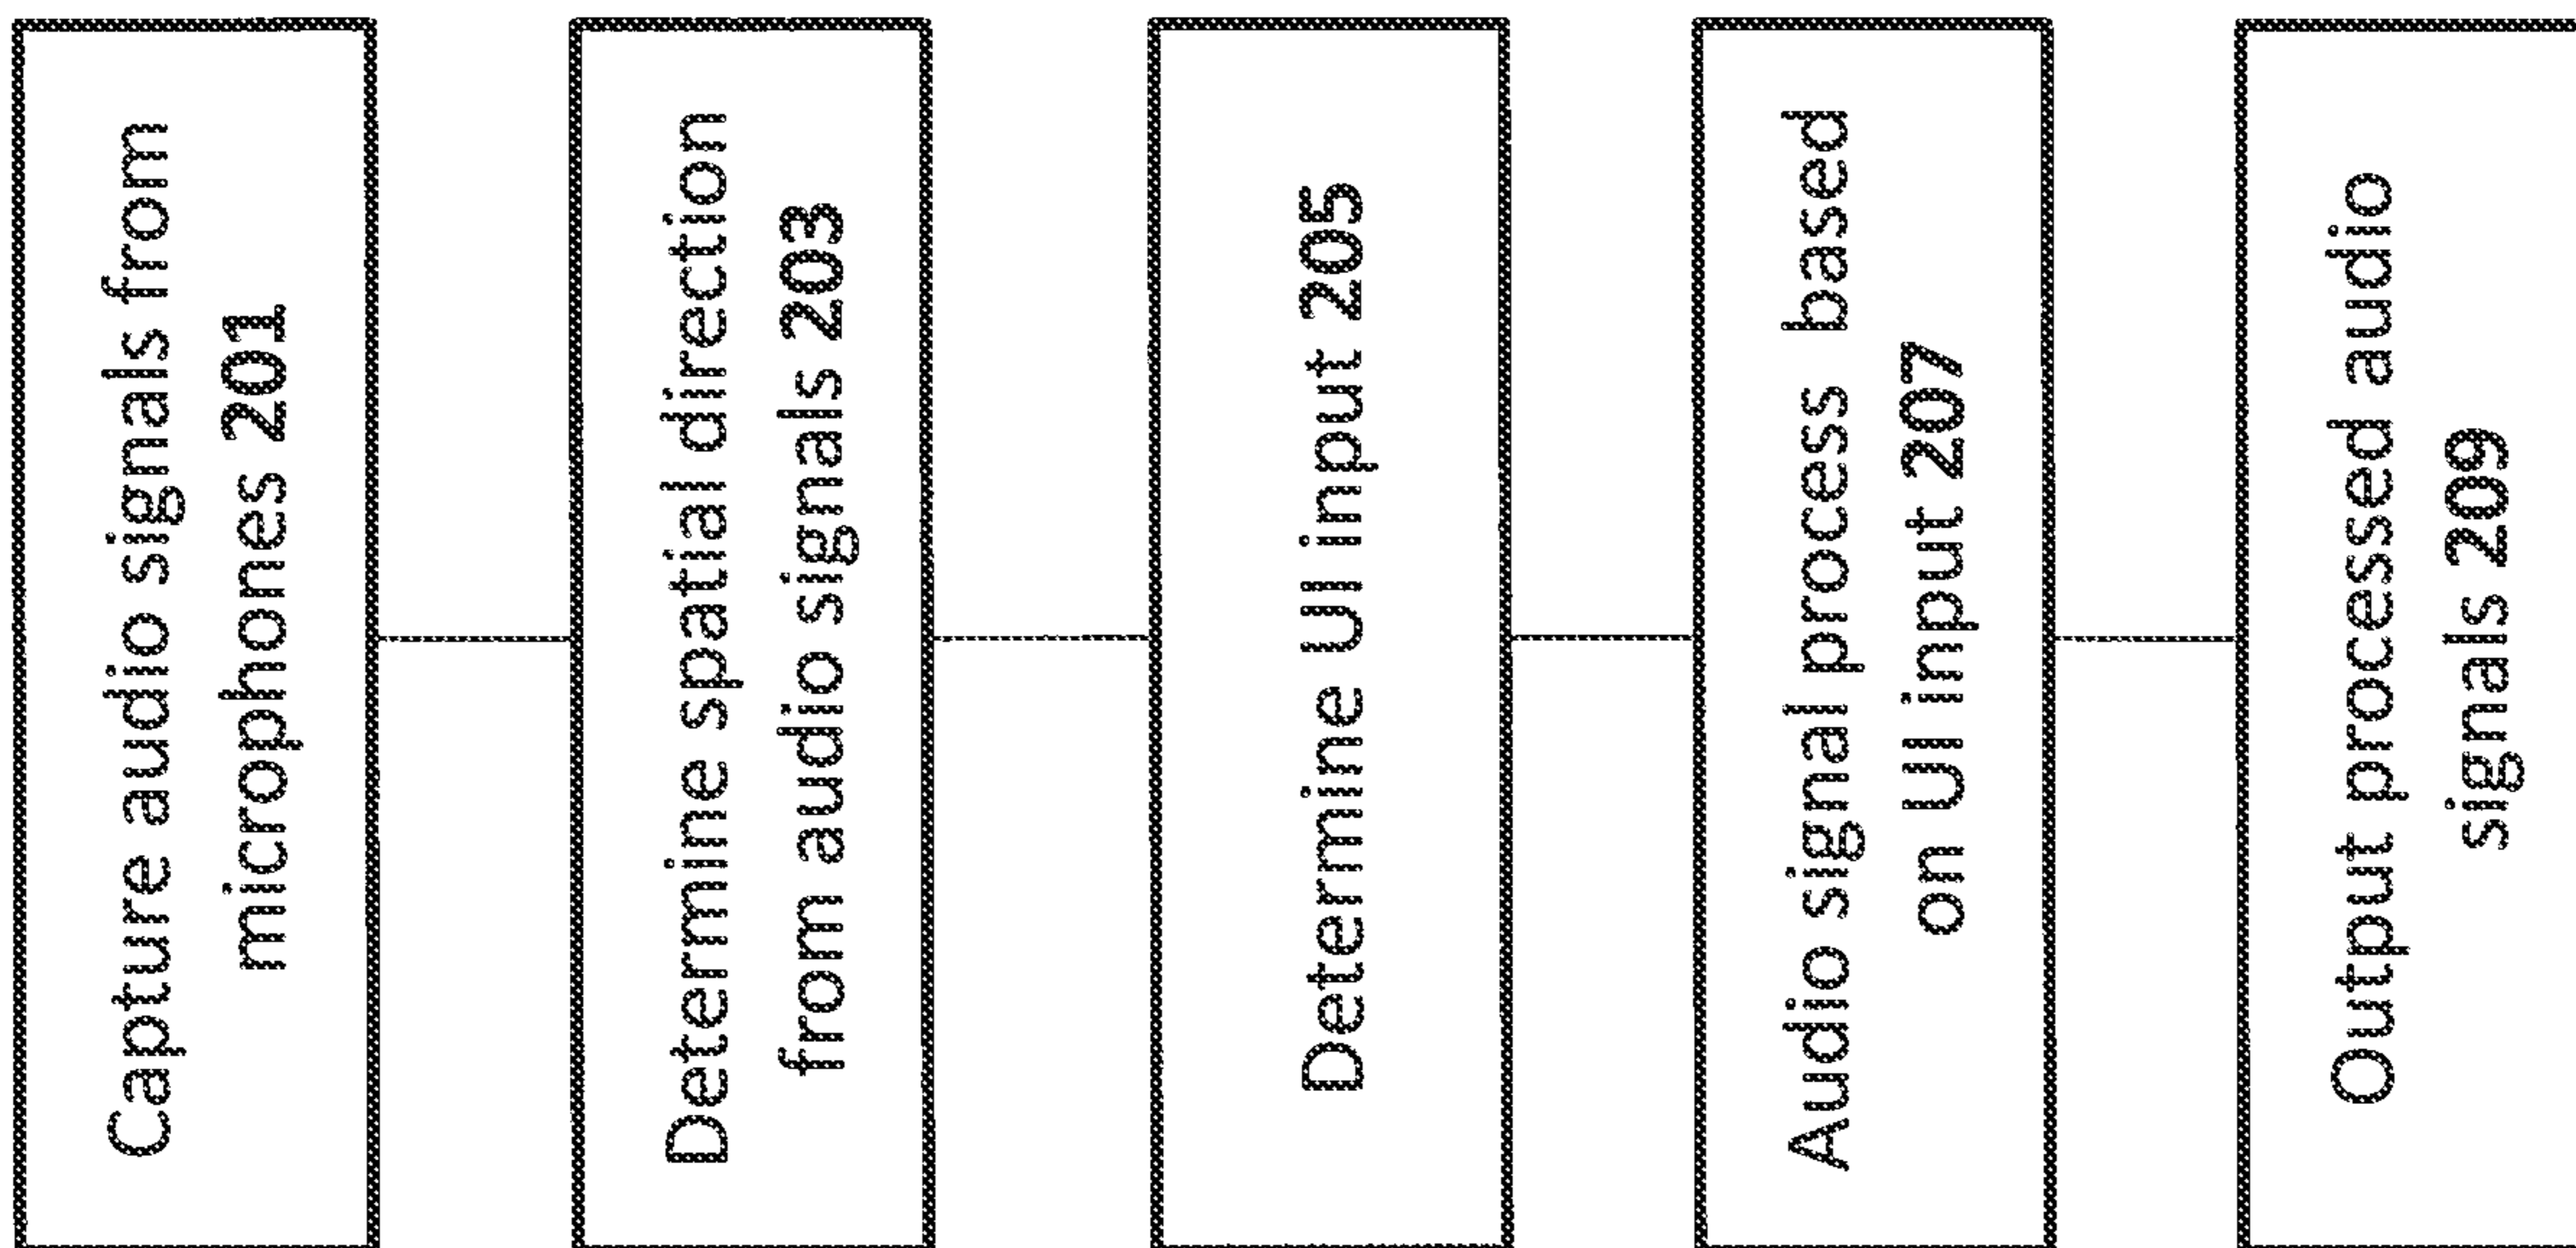 Capture audio signals from
microphones 201
Determine spatial direction
from audio signals 203
Determine UI input 205
Audio signal process based
on UI input 207
Output processed audio
signals 209